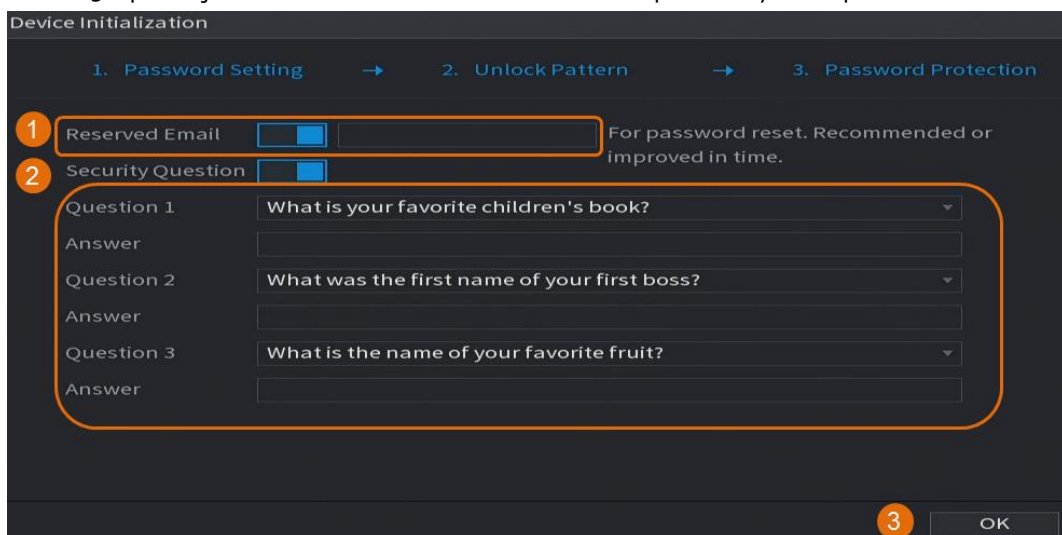 Device Initialization
1. Password Setting → 2. Unlock Pattern → 3. Password Protection
1 Reserved Email For password reset. Recommended or
improved in time.
2 Security Question
Question 1 What is your favorite children's book?
Answer
Question 2 What was the first name of your first boss?
Answer
Question 3 What is the name of your favorite fruit?
Answer
3 OK